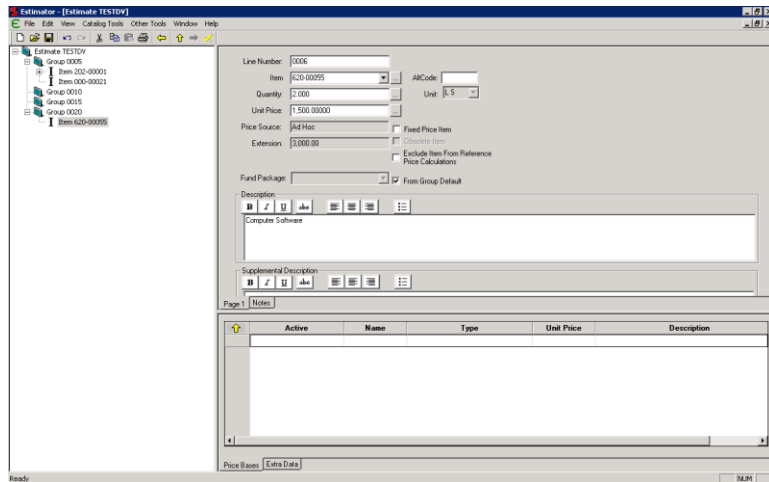 Estimator - [Estimate TESTDV]
File Edit View Catalog Tools Other Tools Window Help
Estimate TESTDV
Group 0005
Item 202-00001
Item 000-00021
Group 0010
Group 0015
Group 0020
Item 620-00055
Line Number: 0006
Item 620-00055 ... AltCode:
Quantity: 2.000 ... Unit: L S
Unit Price: 1,500.00000 ...
Price Source: Ad Hoc Fixed Price Item
Obsolete Item
Extension: 3,000.00
Exclude Item From Reference
Price Calculations
Fund Package: From Group Default
Description
B I U abc
Computer Software
Supplemental Description
B I U abc
Page 1 Notes
Active Name Type Unit Price Description
Price Bases Extra Data
Ready NUM